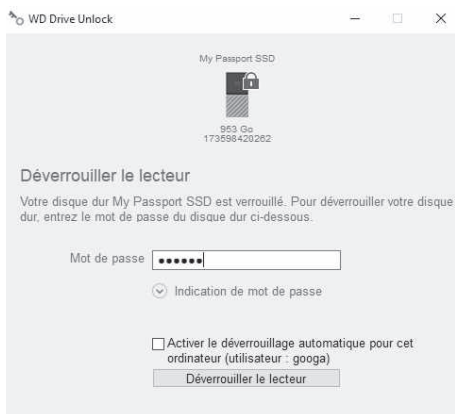 WD Drive Unlock
My Passport SSD
953 Go
173598420262
Déverrouiller le lecteur
Votre disque dur My Passport SSD est verrouillé. Pour déverrouiller votre disque
dur, entrez le mot de passe du disque dur ci-dessous.
Mot de passe
Indication de mot de passe
Activer le déverrouillage automatique pour cet
ordinateur (utilisateur : googa)
Déverrouiller le lecteur